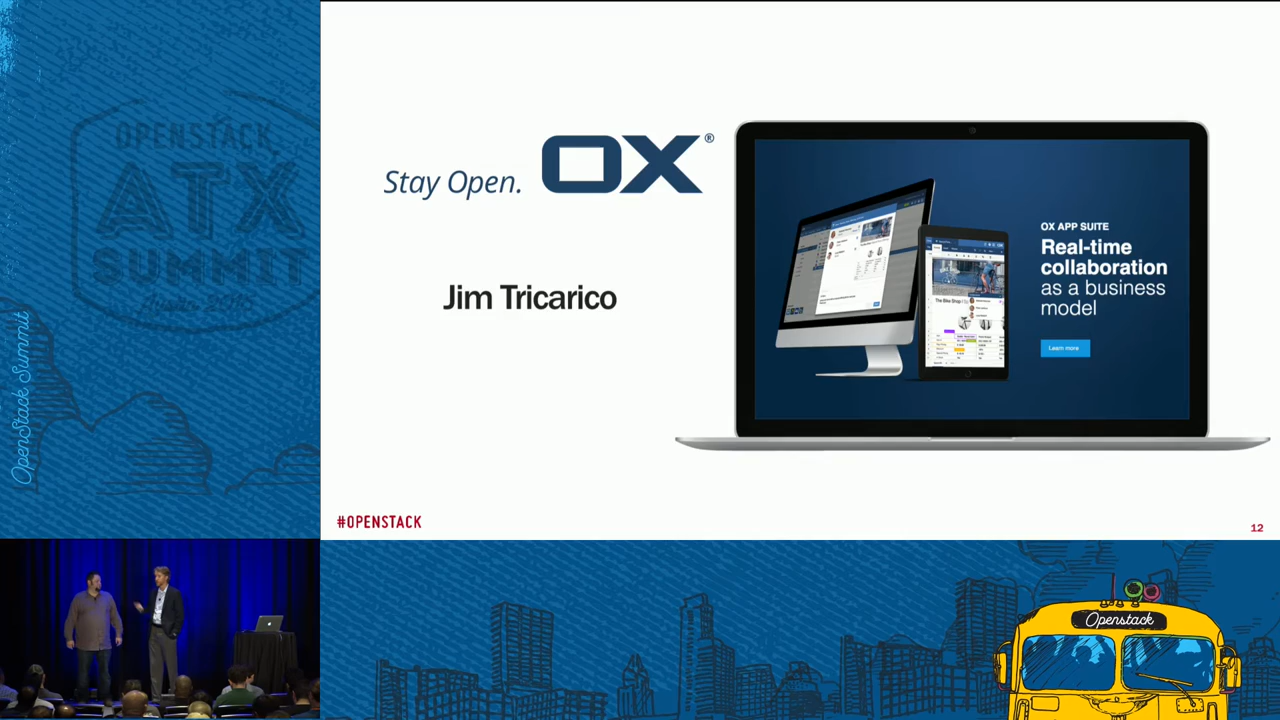 OPENSTACK
ATX
OpenStack Summit
Stay Open. OX®
Jim Tricarico
OX APP SUITE
Real-time
collaboration
as a business
model
Learn more
#OPENSTACK
12
Openstack